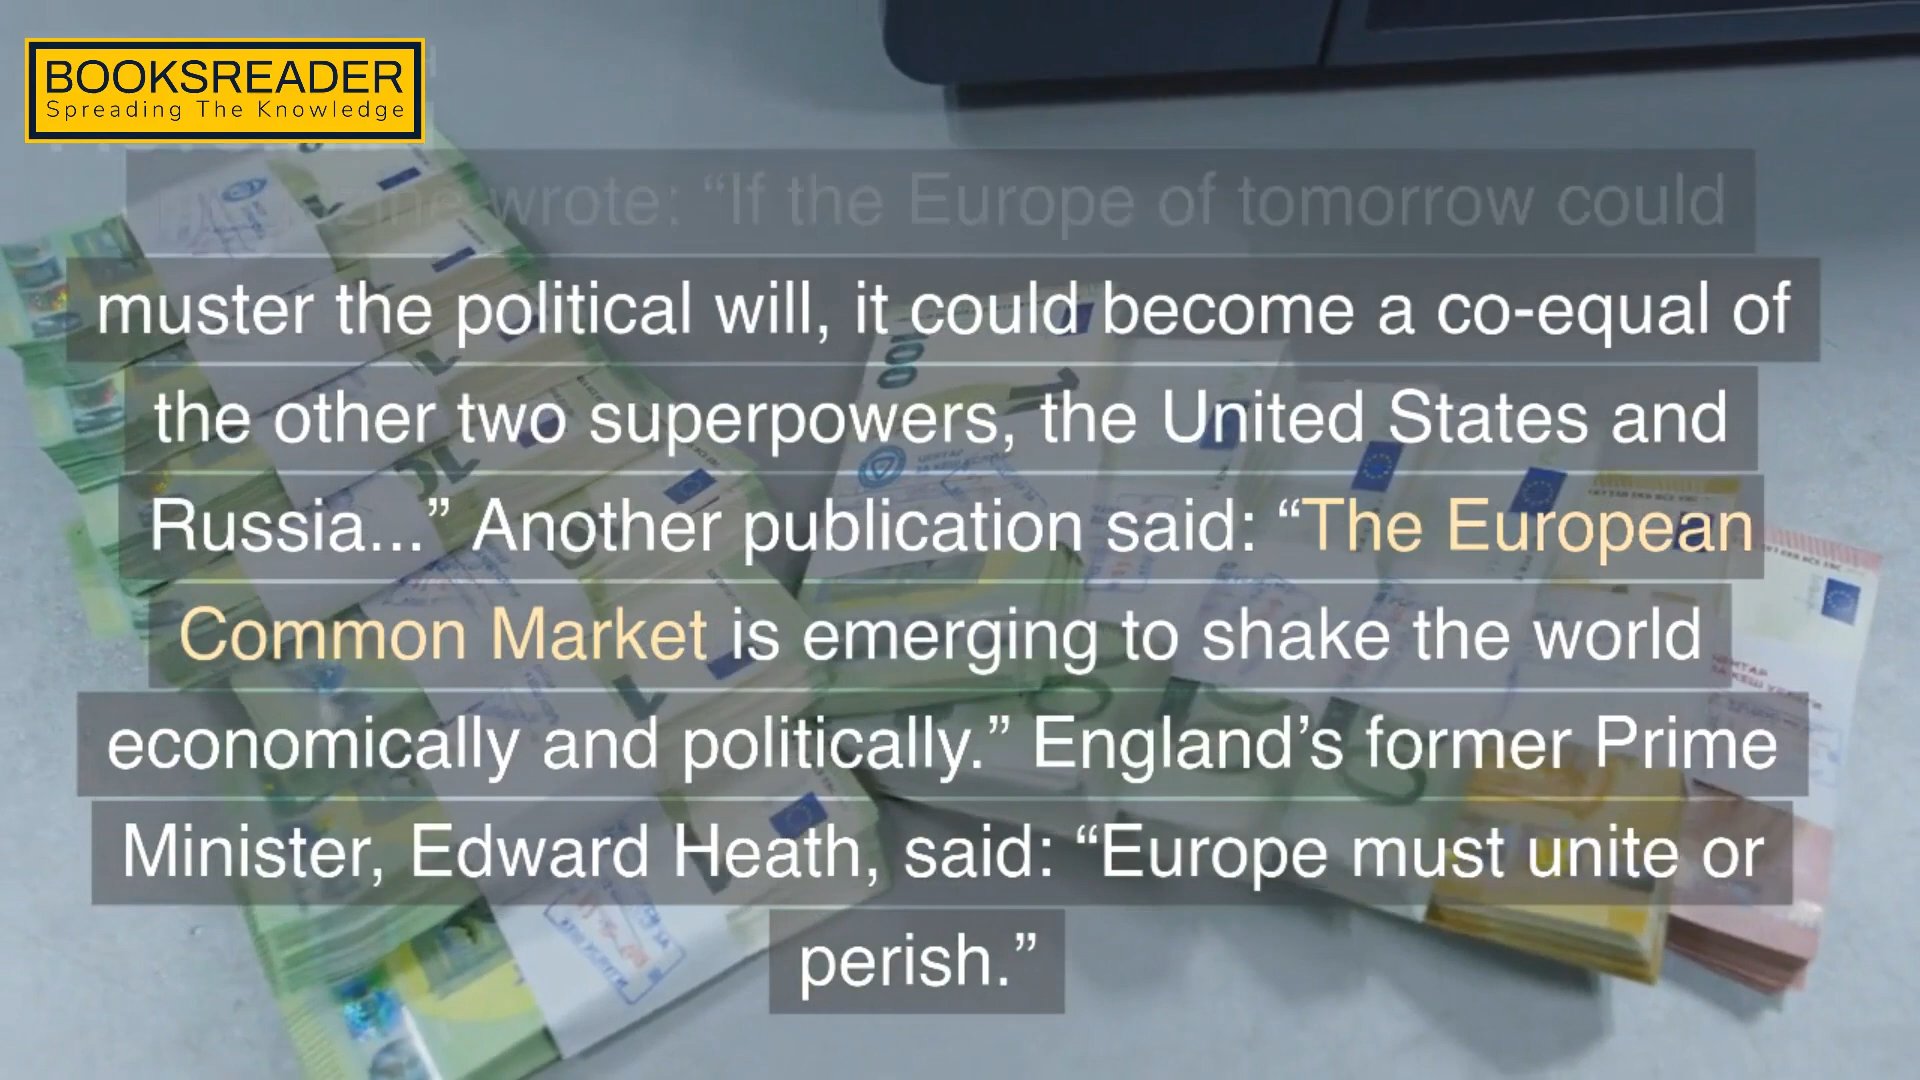 BOOKSREADER
Spreading The Knowledge
wrote: “If the Europe of tomorrow could
muster the political will, it could become a co-equal of
the other two superpowers, the United States and
Russia...” Another publication said: “The European
Common Market is emerging to shake the world
economically and politically.” England’s former Prime
Minister, Edward Heath, said: “Europe must unite or
perish.”